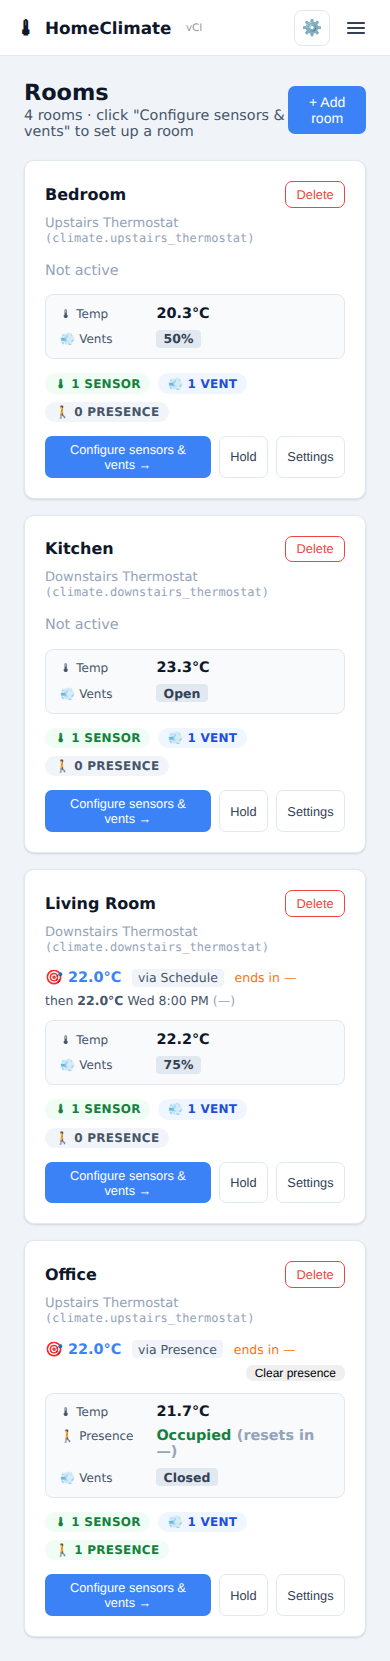 HomeClimate vCI
Rooms
4 rooms · click "Configure sensors &
vents" to set up a room
+ Add
room
Bedroom
Delete
Upstairs Thermostat
(climate.upstairs_thermostat)
Not active
Temp 20.3°C
Vents 50%
1 SENSOR 1 VENT
0 PRESENCE
Configure sensors &
vents →
Hold
Settings
Kitchen
Delete
Downstairs Thermostat
(climate.downstairs_thermostat)
Not active
Temp 23.3°C
Vents Open
1 SENSOR 1 VENT
0 PRESENCE
Configure sensors &
vents →
Hold
Settings
Living Room
Delete
Downstairs Thermostat
(climate.downstairs_thermostat)
22.0°C via Schedule ends in —
then 22.0°C Wed 8:00 PM (—)
Temp 22.2°C
Vents 75%
1 SENSOR 1 VENT
0 PRESENCE
Configure sensors &
vents →
Hold
Settings
Office
Delete
Upstairs Thermostat
(climate.upstairs_thermostat)
22.0°C via Presence ends in —
Clear presence
Temp 21.7°C
Presence Occupied (resets in
—)
Vents Closed
1 SENSOR 1 VENT
1 PRESENCE
Configure sensors &
vents →
Hold
Settings